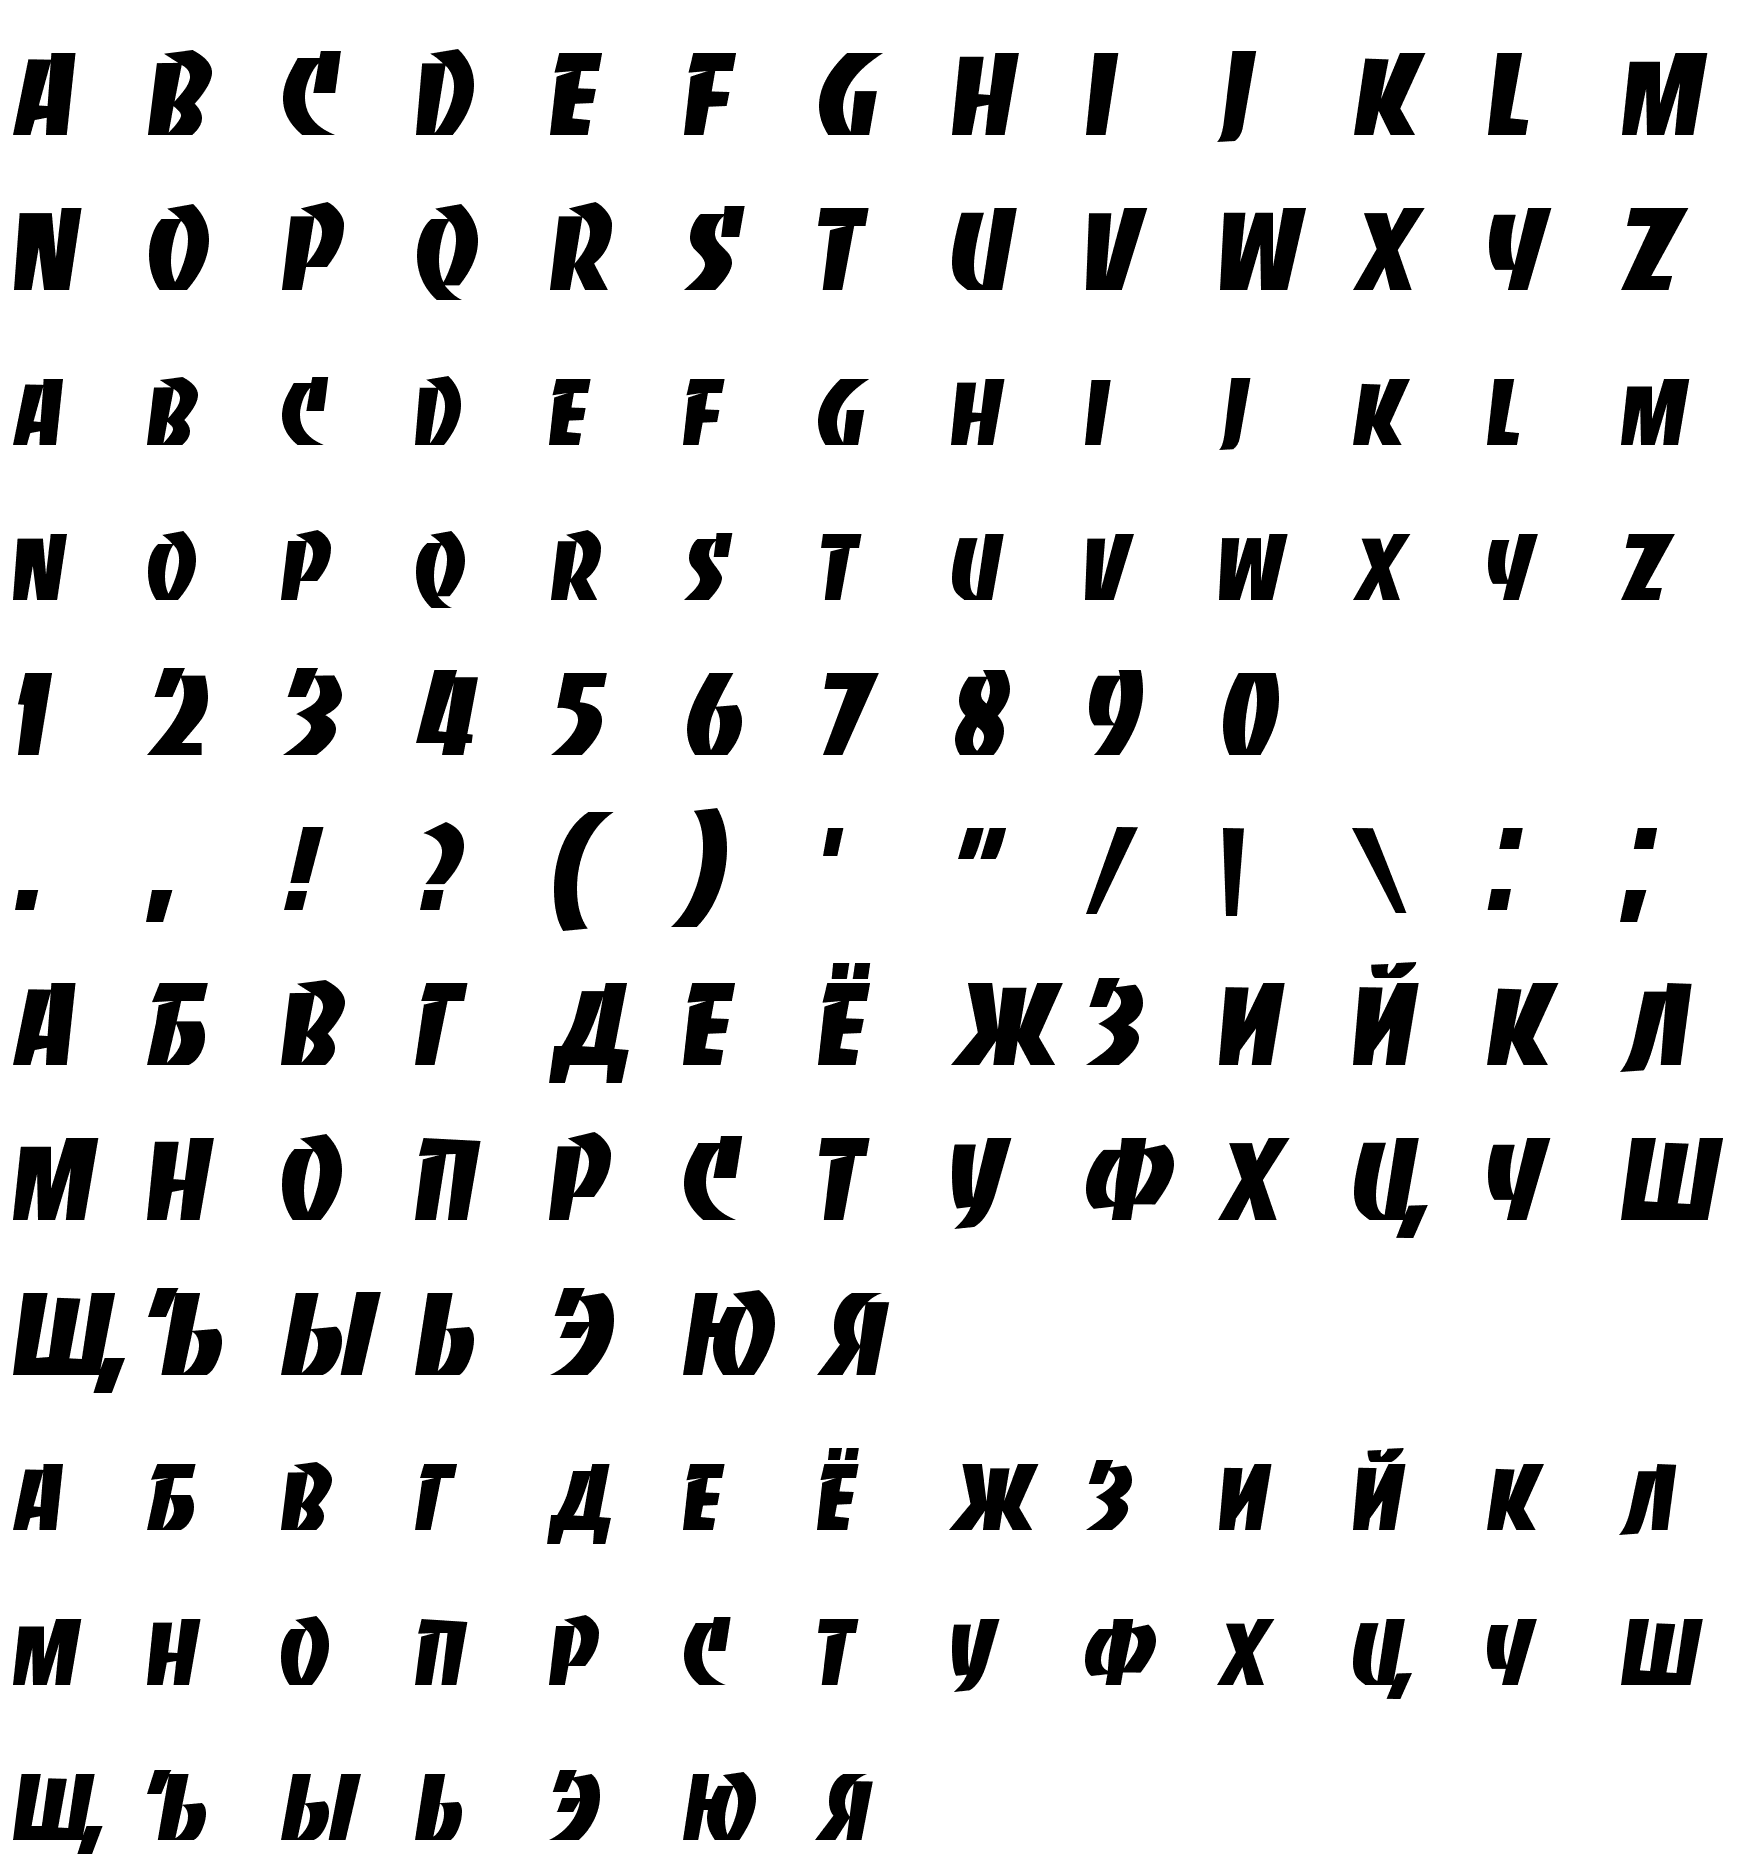 A B C D E F G H I J K L M
N O P Q R S T U V W X Y Z
A B C D E F G H I J K L M
N O P Q R S T U V W X Y Z
1 2 3 4 5 6 7 8 9 0
. , ! ? ( ) ' " / | \ : ;
А Б В Г Д Е Ё Ж З И Й К Л
М Н О П Р С Т У Ф Х Ц Ч Ш
Щ Ъ Ы Ь Э Ю Я
А Б В Г Д Е Ё Ж З И Й К Л
М Н О П Р С Т У Ф Х Ц Ч Ш
Щ Ъ Ы Ь Э Ю Я